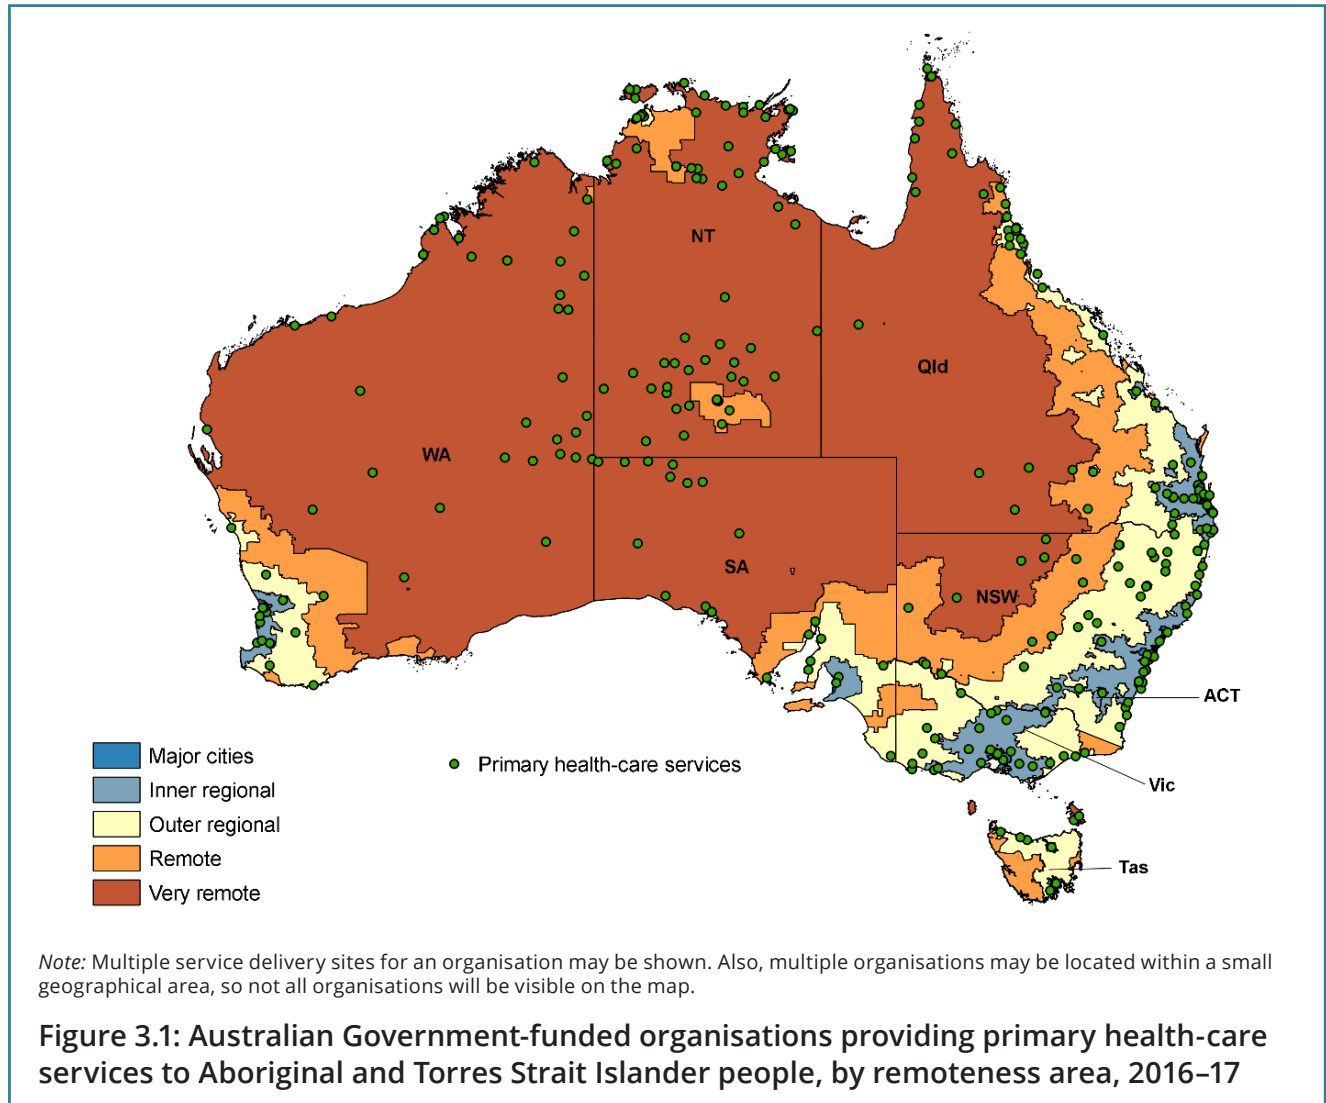 NT
Qld
WA
SA
NSW
ACT
Major cities
Primary health-care services
Inner regional
Vic
Outer regional
Remote
Tas
Very remote
Note: Multiple service delivery sites for an organisation may be shown. Also, multiple organisations may be located within a small
geographical area, so not all organisations will be visible on the map.
Figure 3.1: Australian Government-funded organisations providing primary health-care
services to Aboriginal and Torres Strait Islander people, by remoteness area, 2016–17